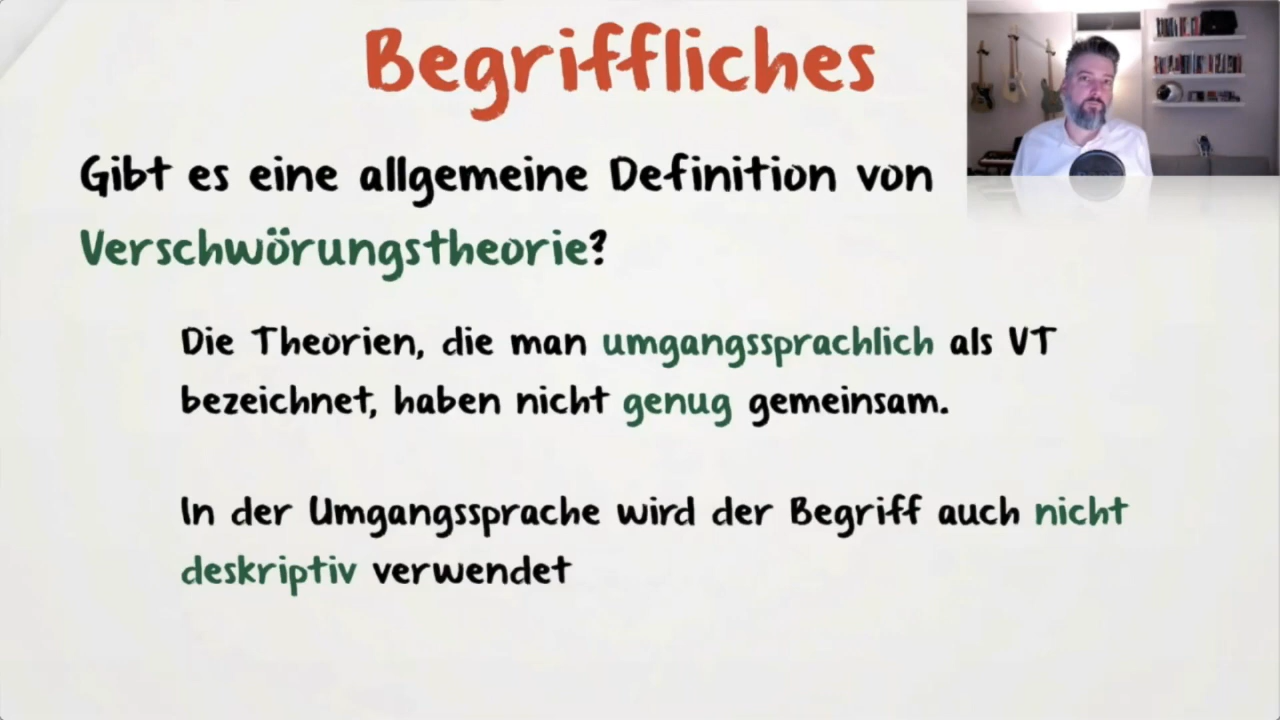 Begriffliches
Gibt es eine allgemeine Definition von
Verschwörungstheorie?
Die Theorien, die man umgangssprachlich als VT
bezeichnet, haben nicht genug gemeinsam.
In der Umgangssprache wird der Begriff auch nicht
deskriptiv verwendet